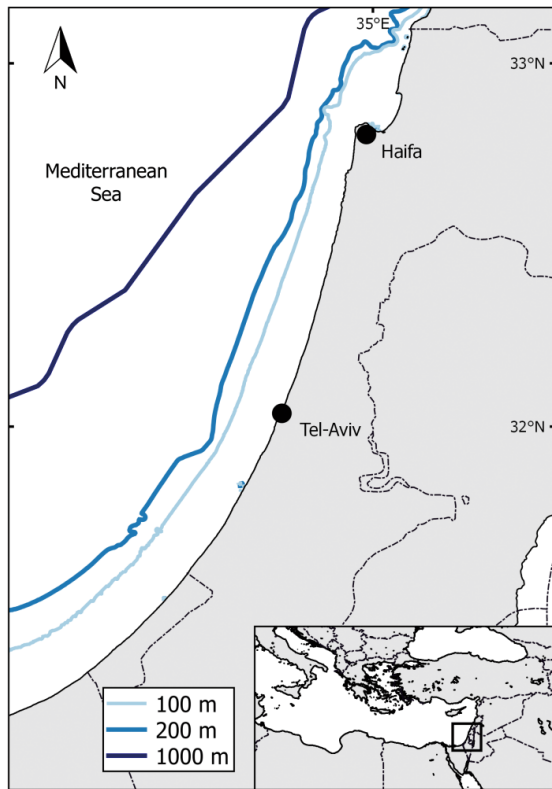 35°E
33°N
N
Haifa
Mediterranean
Sea
Tel-Aviv
32°N
100 m
200 m
1000 m